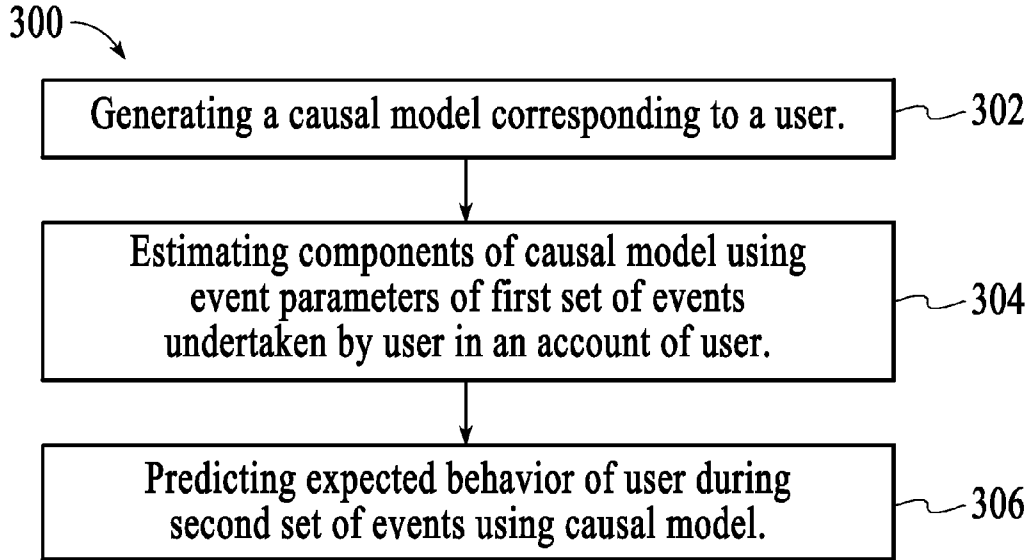 300
Generating a causal model corresponding to a user.
302
Estimating components of causal model using
event parameters of first set of events
undertaken by user in an account of user.
304
Predicting expected behavior of user during
second set of events using causal model.
306